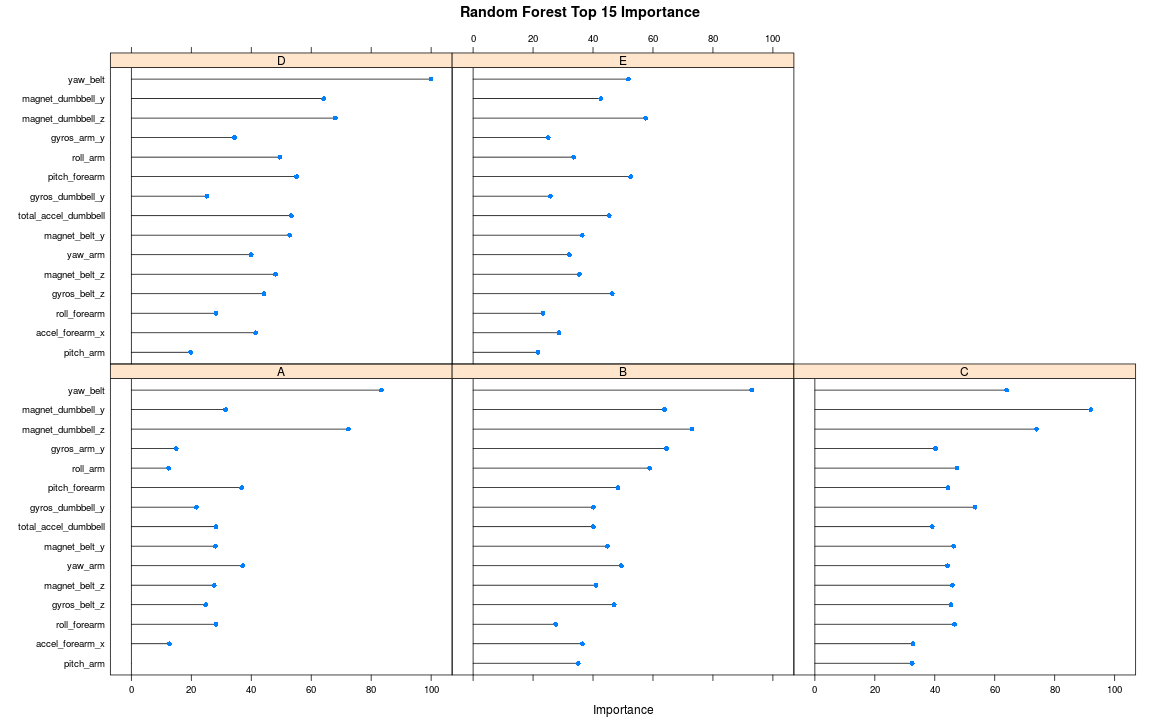 Random Forest Top 15 Importance
0 20 40 60 80 100
D E
yaw_belt
magnet_dumbbell_y
magnet_dumbbell_z
gyros_arm_y
roll_arm
pitch_forearm
gyros_dumbbell_y
total_accel_dumbbell
magnet_belt_y
yaw_arm
magnet_belt_z
gyros_belt_z
roll_forearm
accel_forearm_x
pitch_arm
A B C
yaw_belt
magnet_dumbbell_y
magnet_dumbbell_z
gyros_arm_y
roll_arm
pitch_forearm
gyros_dumbbell_y
total_accel_dumbbell
magnet_belt_y
yaw_arm
magnet_belt_z
gyros_belt_z
roll_forearm
accel_forearm_x
pitch_arm
0 20 40 60 80 100 0 20 40 60 80 100
Importance